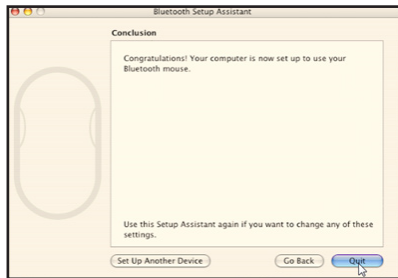 Bluetooth Setup Assistant
Conclusion
Congratulations! Your computer is now set up to use your
Bluetooth mouse.
Use this Setup Assistant again if you want to change any of these
settings.
Set Up Another Device
Go Back
Quit